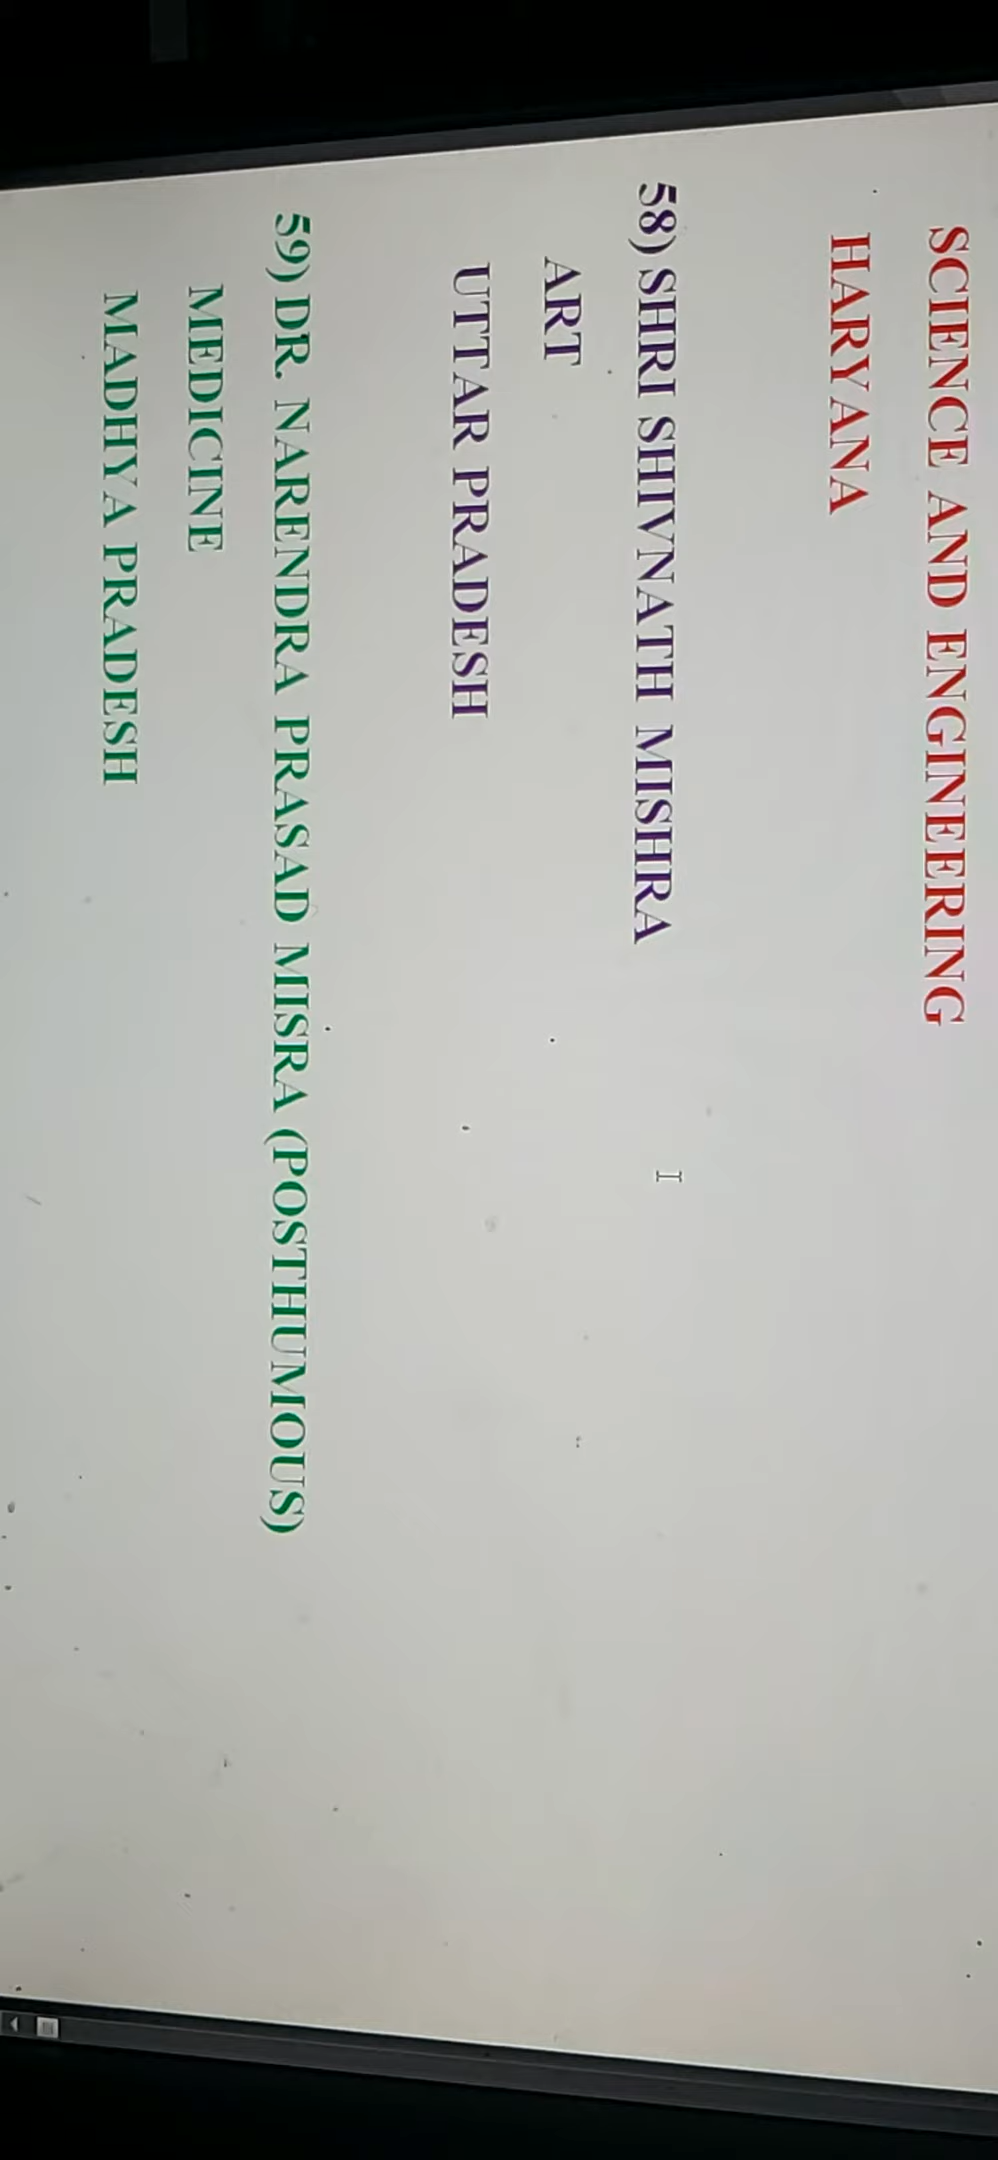 SCIENCE AND ENGINEERING
HARYANA
58) SHRI SHIVNATH MISHRA
ART
UTTAR PRADESH
59) DR. NARENDRA PRASAD MISRA (POSTHUMOUS)
MEDICINE
MADHYA PRADESH